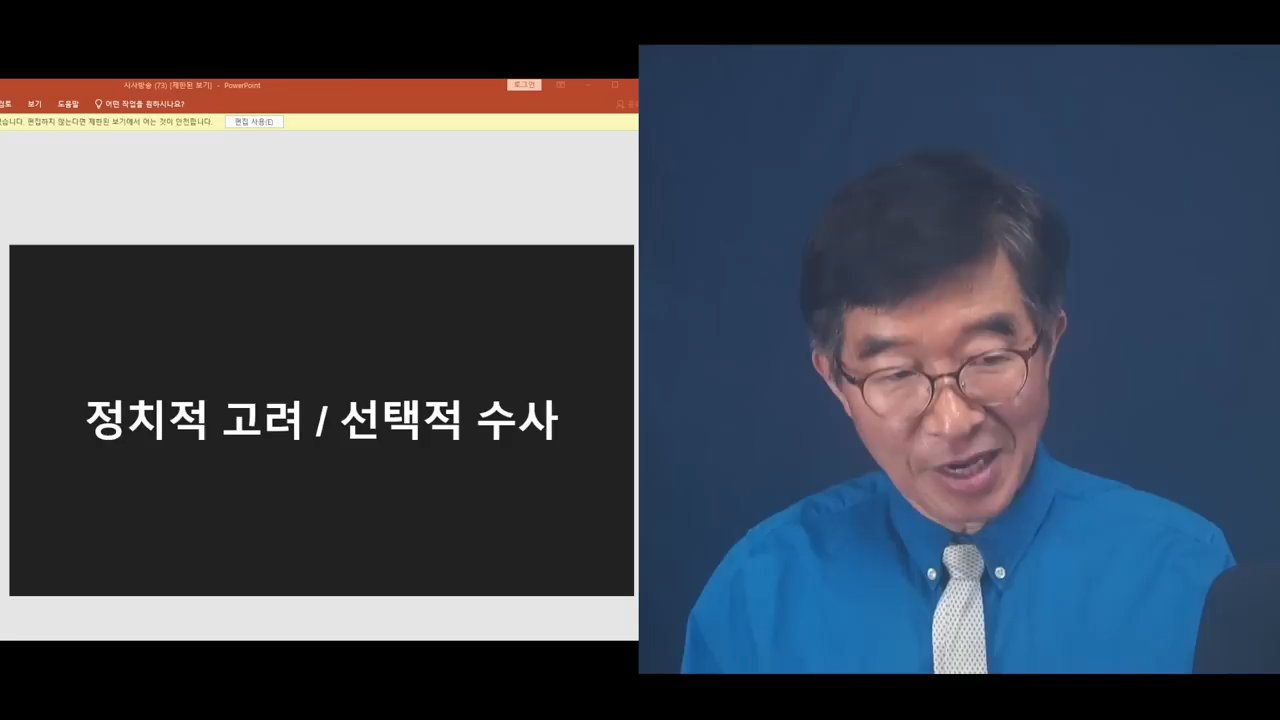 시사방송 (73) [제한된 보기] - PowerPoint
로그인
검토 보기 도움말 어떤 작업을 원하시나요?
습니다. 편집하지 않는다면 제한된 보기에서 여는 것이 안전합니다. 편집 사용(E)
정치적 고려 / 선택적 수사